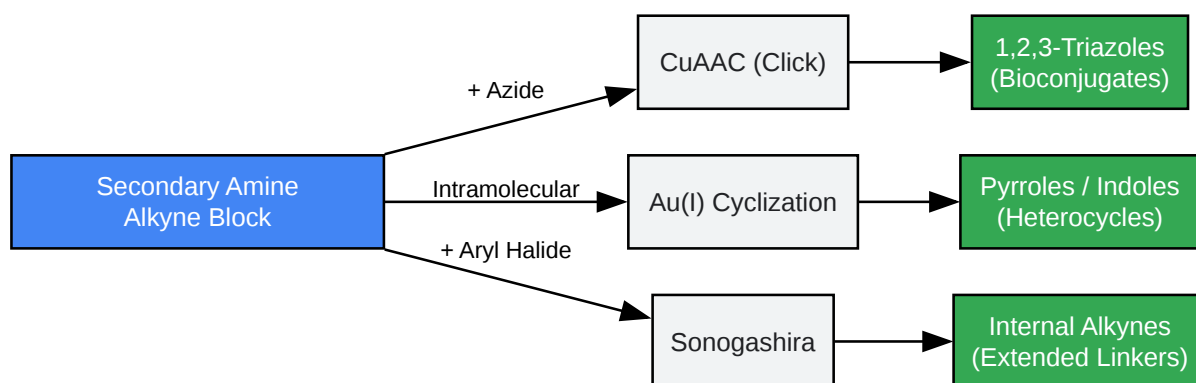 Secondary Amine
Alkyne Block
+ Azide
Intramolecular
+ Aryl Halide
CuAAC (Click)
1,2,3-Triazoles
(Bioconjugates)
Au(I) Cyclization
Pyrroles / Indoles
(Heterocycles)
Sonogashira
Internal Alkynes
(Extended Linkers)